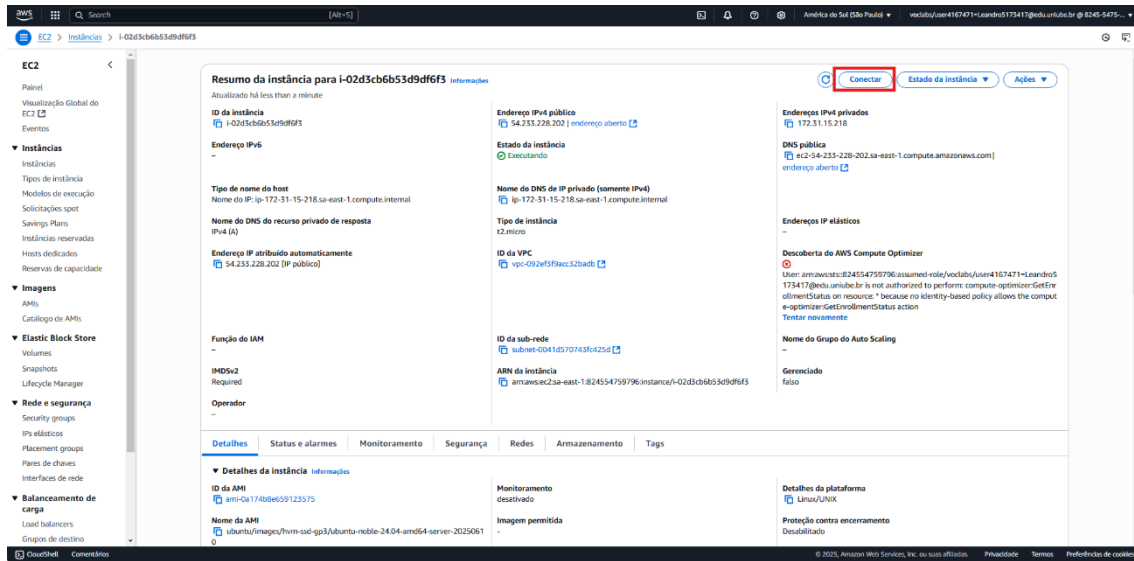 aws
Search
[Alt+S]
América do Sul (São Paulo)
voclabs/user4167471=Leandro5173417@edu.uniube.br @ 8245-5475-...
EC2 > Instâncias > i-02d3cb6b53d9df6f3
EC2
Painel
Visualização Global do
EC2
Eventos
Instâncias
Instâncias
Tipos de instância
Modelos de execução
Solicitações spot
Savings Plans
Instâncias reservadas
Hosts dedicados
Reservas de capacidade
Imagens
AMIs
Catálogo de AMIs
Elastic Block Store
Volumes
Snapshots
Lifecycle Manager
Rede e segurança
Security groups
IPs elásticos
Placement groups
Pares de chaves
Interfaces de rede
Balanceamento de
carga
Load balancers
Grupos de destino
Resumo da instância para i-02d3cb6b53d9df6f3 Informações
Conectar
Estado da instância
Ações
Atualizado há less than a minute
ID da instância
i-02d3cb6b53d9df6f3
Endereço IPv4 público
54.233.228.202 | endereço aberto
Endereços IPv4 privados
172.31.15.218
Endereço IPv6
–
Estado da instância
Executando
DNS pública
ec2-54-233-228-202.sa-east-1.compute.amazonaws.com |
endereço aberto
Tipo de nome do host
Nome do IP: ip-172-31-15-218.sa-east-1.compute.internal
Nome do DNS de IP privado (somente IPv4)
ip-172-31-15-218.sa-east-1.compute.internal
Nome do DNS do recurso privado de resposta
IPv4 (A)
Tipo de instância
t2.micro
Endereços IP elásticos
–
Endereço IP atribuído automaticamente
54.233.228.202 [IP público]
ID da VPC
vpc-092ef3f9acc32badb
Descoberta do AWS Compute Optimizer
User: arn:aws:sts::824554759796:assumed-role/voclabs/user4167471=Leandro5
173417@edu.uniube.br is not authorized to perform: compute-optimizer:GetEnr
ollmentStatus on resource: * because no identity-based policy allows the comput
e-optimizer:GetEnrollmentStatus action
Tentar novamente
Função do IAM
–
ID da sub-rede
subnet-0041d570743fc425d
Nome do Grupo do Auto Scaling
–
IMDSv2
Required
ARN da instância
arn:aws:ec2:sa-east-1:824554759796:instance/i-02d3cb6b53d9df6f3
Gerenciado
falso
Operador
–
Detalhes
Status e alarmes
Monitoramento
Segurança
Redes
Armazenamento
Tags
Detalhes da instância Informações
ID da AMI
ami-0a174b8e659123575
Monitoramento
desativado
Detalhes da plataforma
Linux/UNIX
Nome da AMI
ubuntu/images/hvm-ssd-gp3/ubuntu-noble-24.04-amd64-server-2025061
0
Imagem permitida
–
Proteção contra encerramento
Desabilitado
CloudShell
Comentários
© 2025, Amazon Web Services, Inc. ou suas afiliadas.
Privacidade
Termos
Preferências de cookies